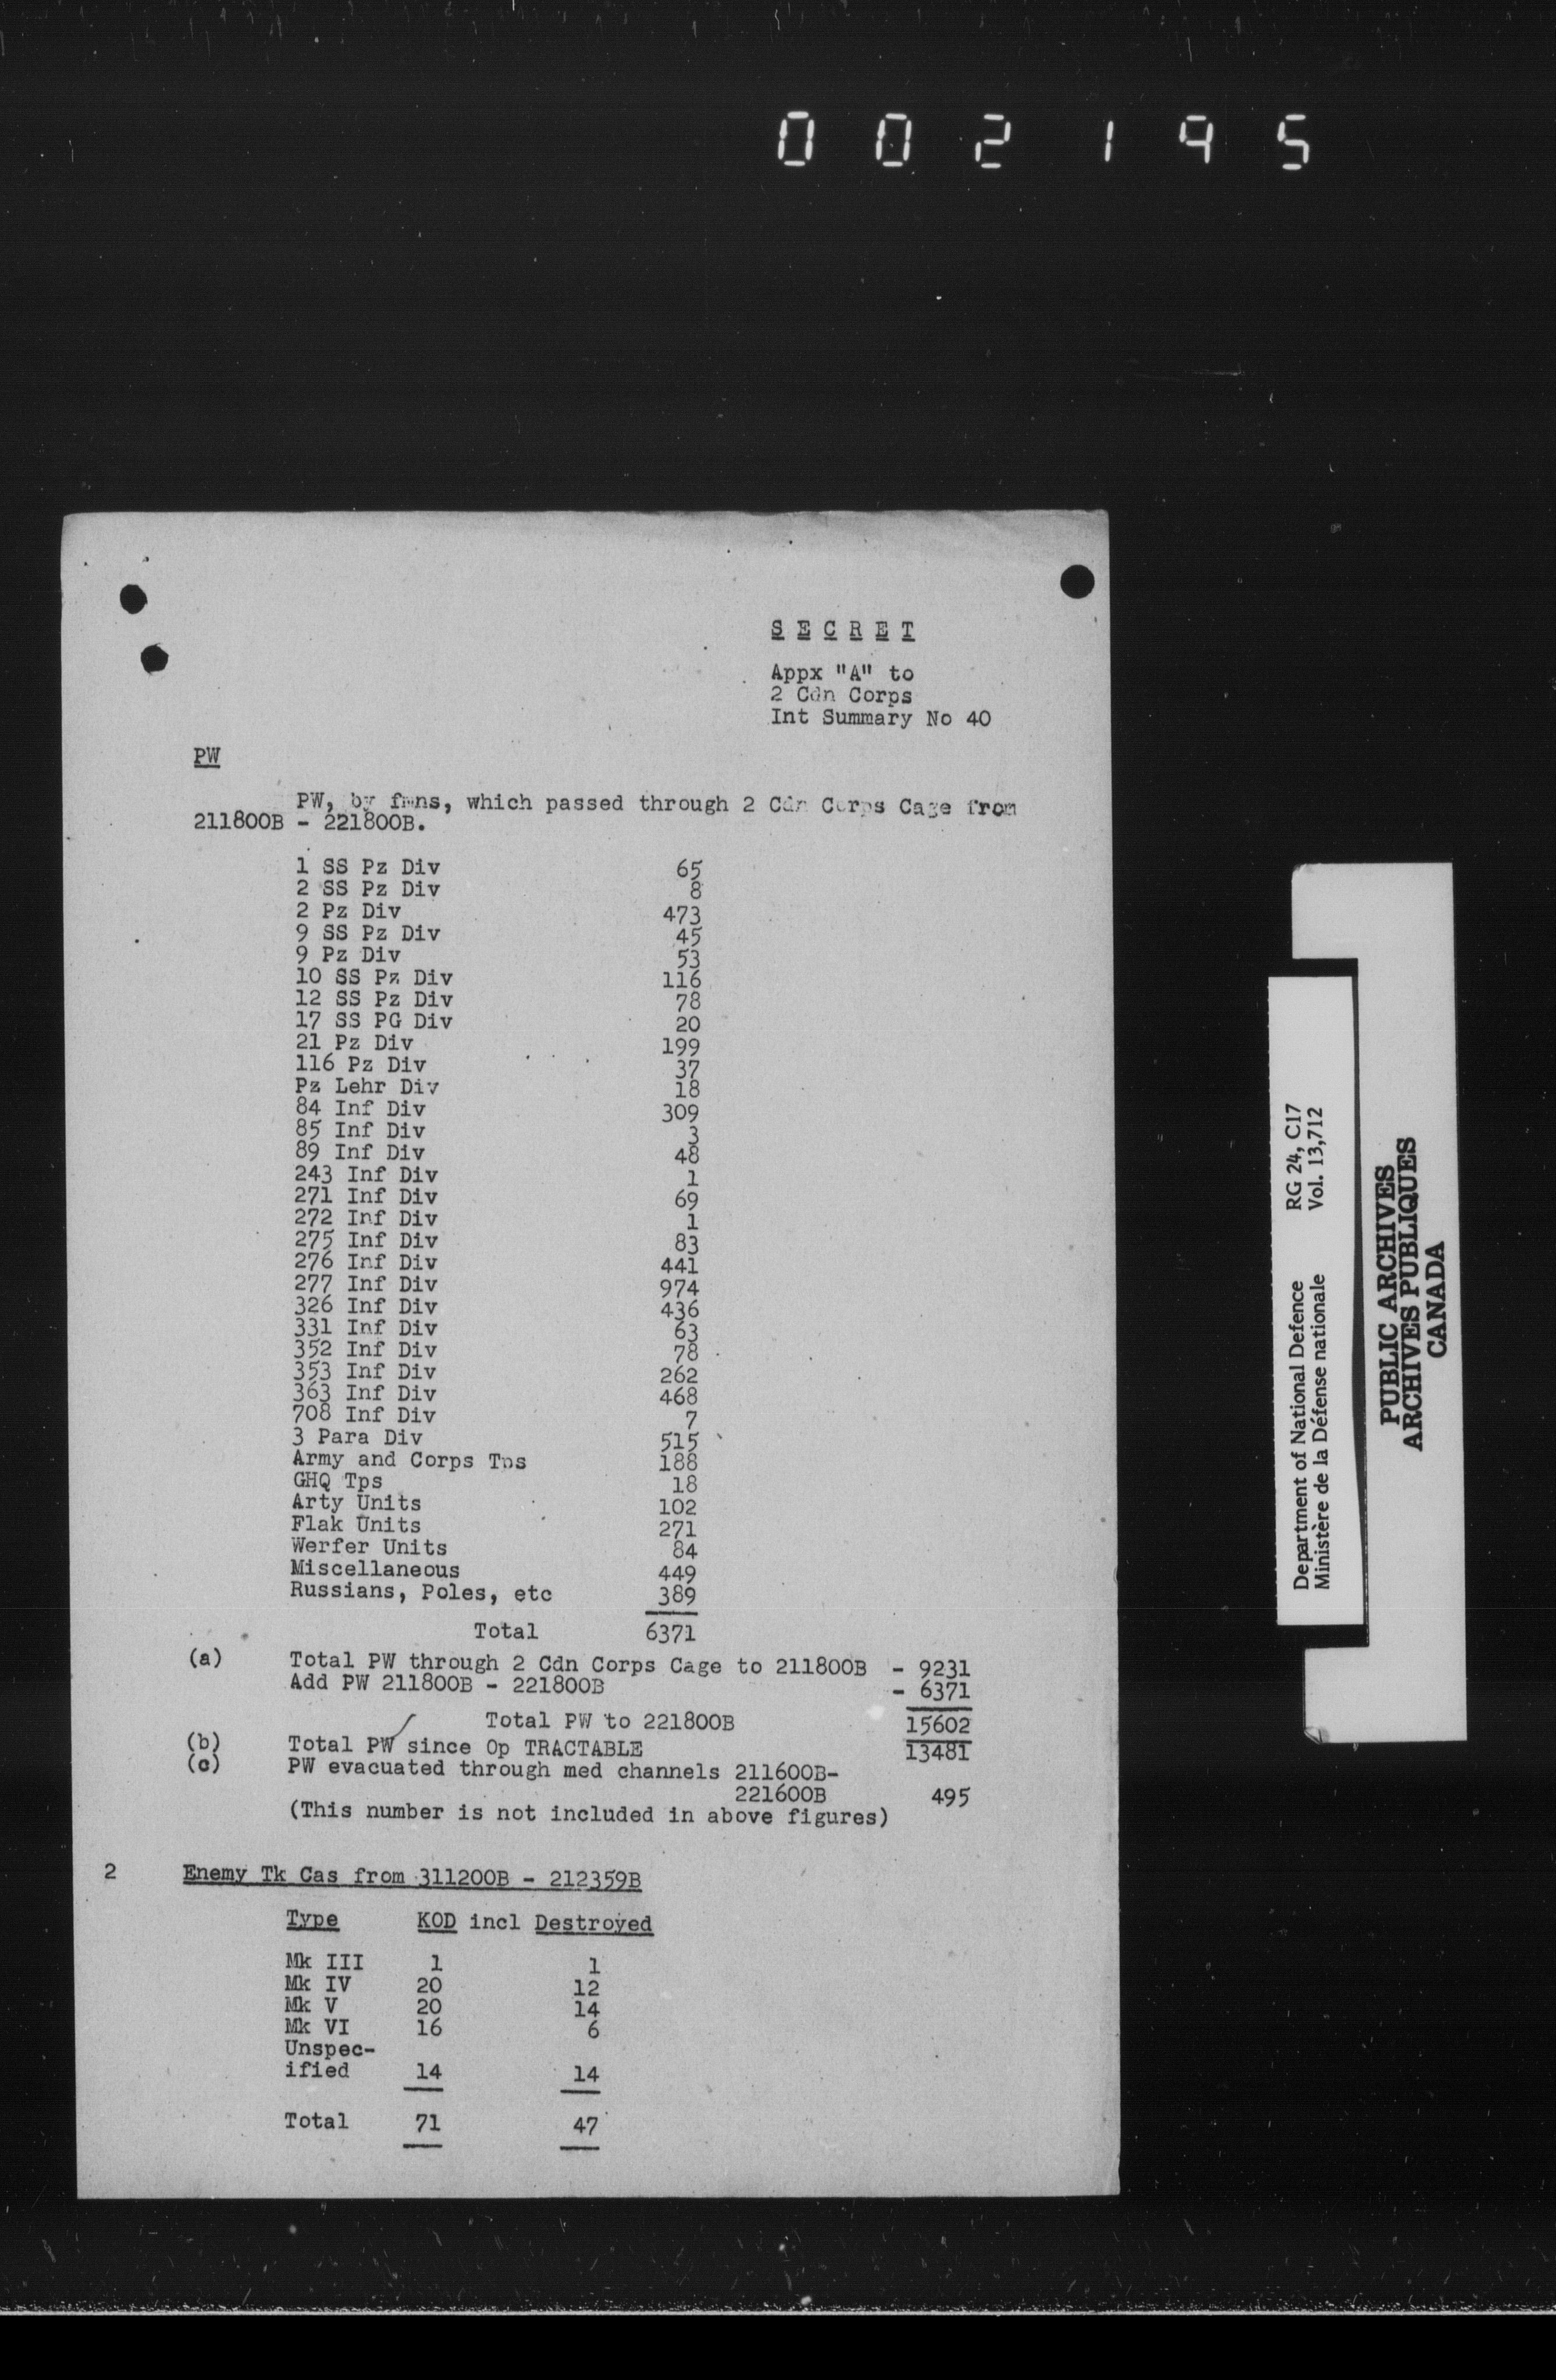 002195
SECRET
Appx "A" to
2 Cdn Corps
Int Summary No 40
PW
PW, by fmns, which passed through 2 Cdn Corps Cage from
211800B - 221800B.
1 SS Pz Div 65
2 SS Pz Div 8
2 Pz Div 473
9 SS Pz Div 45
9 Pz Div 53
10 SS Pz Div 116
12 SS Pz Div 78
17 SS PG Div 20
21 Pz Div 199
116 Pz Div 37
Pz Lehr Div 18
84 Inf Div 309
85 Inf Div 3
89 Inf Div 48
243 Inf Div 1
271 Inf Div 69
272 Inf Div 1
275 Inf Div 83
276 Inf Div 441
277 Inf Div 974
326 Inf Div 436
331 Inf Div 63
352 Inf Div 78
353 Inf Div 262
363 Inf Div 468
708 Inf Div 7
3 Para Div 515
Army and Corps Tps 188
GHQ Tps 18
Arty Units 102
Flak Units 271
Werfer Units 84
Miscellaneous 449
Russians, Poles, etc 389
Total 6371
(a) Total PW through 2 Cdn Corps Cage to 211800B - 9231
Add PW 211800B - 221800B - 6371
Total PW to 221800B 15602
(b) Total PW since Op TRACTABLE 13481
(c) PW evacuated through med channels 211600B-
221600B 495
(This number is not included in above figures)
2 Enemy Tk Cas from 311200B - 212359B
Type KOD incl Destroyed
Mk III 1 1
Mk IV 20 12
Mk V 20 14
Mk VI 16 6
Unspec-
ified 14 14
Total 71 47
Department of National Defence RG 24, C17
Ministère de la Défense nationale Vol. 13,712
PUBLIC ARCHIVES
ARCHIVES PUBLIQUES
CANADA